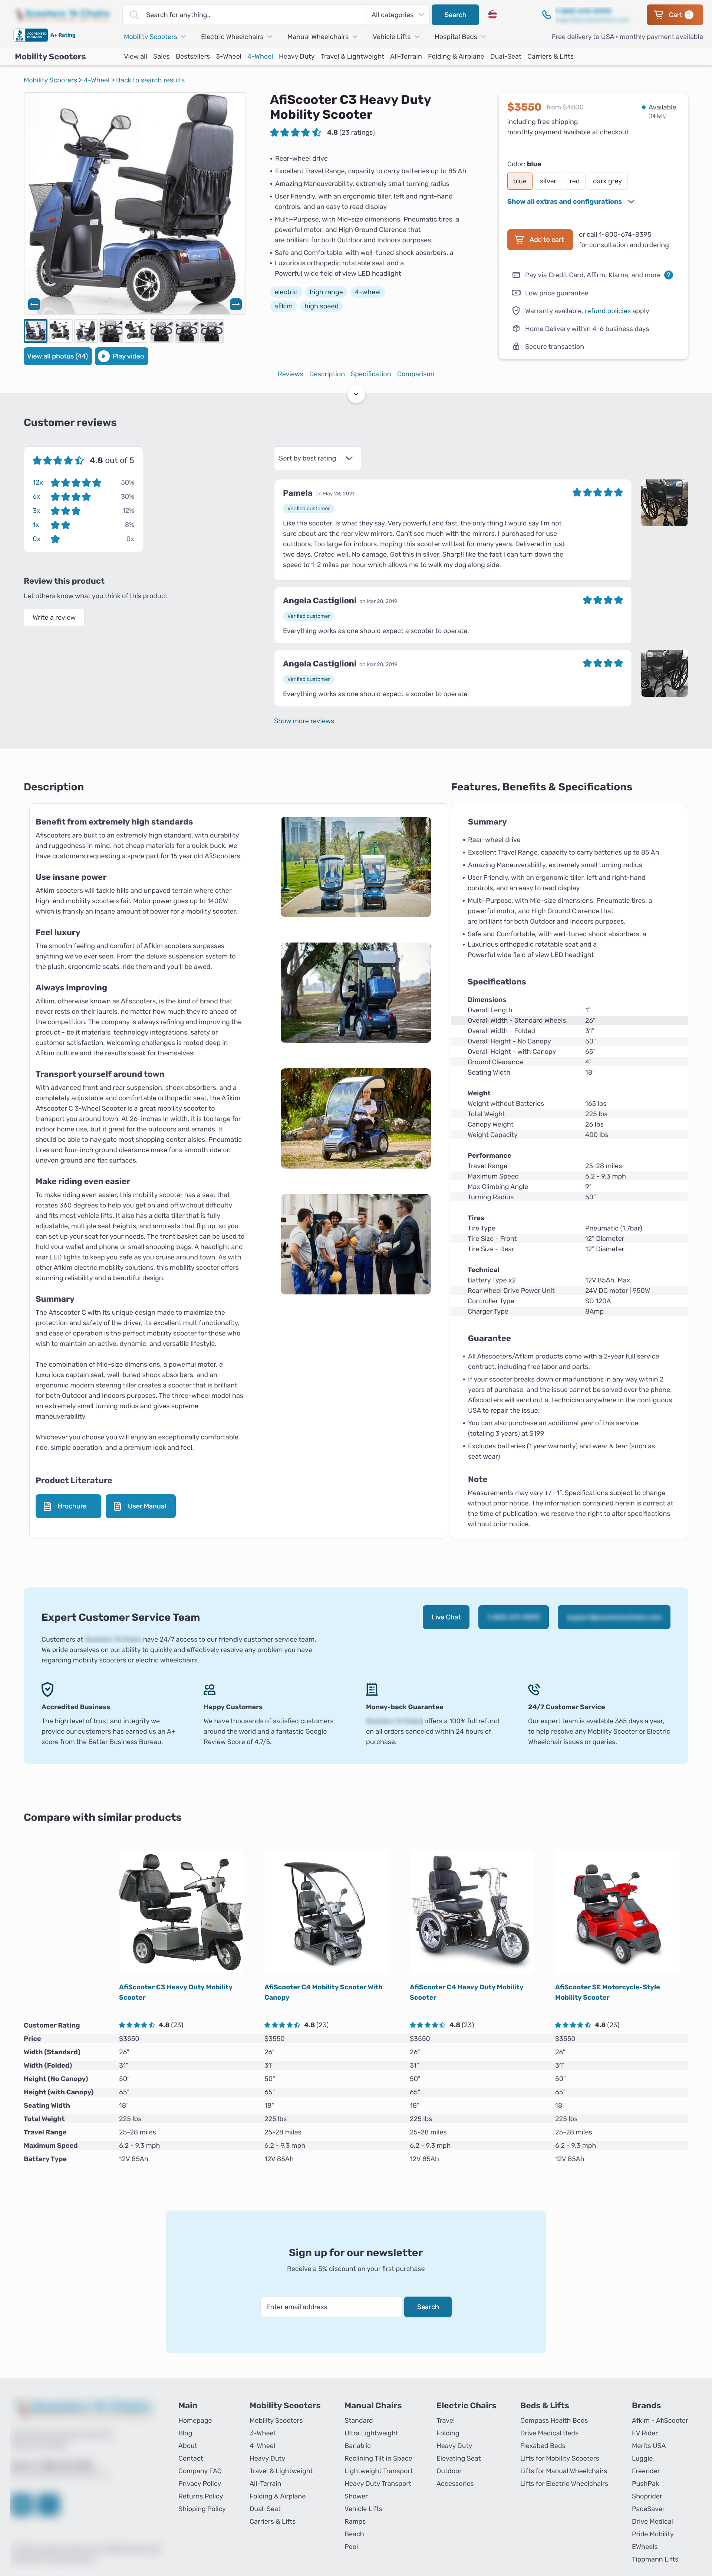 Search for anything..
All categories
Search
Cart 1
ACCREDITED BUSINESS
A+ Rating
Mobility Scooters
Electric Wheelchairs
Manual Wheelchairs
Vehicle Lifts
Hospital Beds
Free delivery to USA • monthly payment available
Mobility Scooters
View all Sales Bestsellers 3-Wheel 4-Wheel Heavy Duty Travel & Lightweight All-Terrain Folding & Airplane Dual-Seat Carriers & Lifts
Mobility Scooters > 4-Wheel > Back to search results
View all photos (44)
Play video
AfiScooter C3 Heavy Duty
Mobility Scooter
4.8 (23 ratings)
• Rear-wheel drive
• Excellent Travel Range, capacity to carry batteries up to 85 Ah
• Amazing Maneuverability, extremely small turning radius
• User Friendly, with an ergonomic tiller, left and right-hand
controls, and an easy to read display
• Multi-Purpose, with Mid-size dimensions, Pneumatic tires, a
powerful motor, and High Ground Clarence that
are brilliant for both Outdoor and Indoors purposes.
• Safe and Comfortable, with well-tuned shock absorbers, a
• Luxurious orthopedic rotatable seat and a
Powerful wide field of view LED headlight
electric high range 4-wheel
afikim high speed
Reviews Description Specification Comparison
$3550 from $4800
Available
(14 left)
including free shipping
monthly payment available at checkout
Color: blue
blue silver red dark grey
Show all extras and configurations
Add to cart
or call 1-800-674-8395
for consultation and ordering
Pay via Credit Card, Affirm, Klarna, and more ?
Low price guarantee
Warranty available, refund policies apply
Home Delivery within 4-6 business days
Secure transaction
Customer reviews
4.8 out of 5
12x 50%
6x 30%
3x 12%
1x 8%
0x 0x
Review this product
Let others know what you think of this product
Write a review
Sort by best rating
Pamela on May 28, 2021
Verified customer
Like the scooter. Is what they say. Very powerful and fast, the only thing I would say I'm not
sure about are the rear view mirrors. Can't see much with the mirrors. I purchased for use
outdoors. Too large for indoors. Hoping this scooter will last for many years. Delivered in just
two days. Crated well. No damage. Got this in silver. Sharp!I like the fact I can turn down the
speed to 1-2 miles per hour which allows me to walk my dog along side.
Angela Castiglioni on Mar 20, 2019
Verified customer
Everything works as one should expect a scooter to operate.
Angela Castiglioni on Mar 20, 2019
Verified customer
Everything works as one should expect a scooter to operate.
Show more reviews
Description
Benefit from extremely high standards
Afiscooters are built to an extremely high standard, with durability
and ruggedness in mind, not cheap materials for a quick buck. We
have customers requesting a spare part for 15 year old AfiScooters.
Use insane power
Afikim scooters will tackle hills and unpaved terrain where other
high-end mobility scooters fail. Motor power goes up to 1400W
which is frankly an insane amount of power for a mobility scooter.
Feel luxury
The smooth feeling and comfort of Afikim scooters surpasses
anything we've ever seen. From the deluxe suspension system to
the plush, ergonomic seats, ride them and you'll be awed.
Always improving
Afikim, otherwise known as Afiscooters, is the kind of brand that
never rests on their laurels, no matter how much they're ahead of
the competition. The company is always refining and improving the
product - be it materials, technology integrations, safety or
customer satisfaction. Welcoming challenges is rooted deep in
Afikim culture and the results speak for themselves!
Transport yourself around town
With advanced front and rear suspension, shock absorbers, and a
completely adjustable and comfortable orthopedic seat, the Afikim
Afiscooter C 3-Wheel Scooter is a great mobility scooter to
transport you around town. At 26-inches in width, it is too large for
indoor home use, but it great for the outdoors and errands. It
should be able to navigate most shopping center aisles. Pneumatic
tires and four-inch ground clearance make for a smooth ride on
uneven ground and flat surfaces.
Make riding even easier
To make riding even easier, this mobility scooter has a seat that
rotates 360 degrees to help you get on and off without difficulty
and fits most vehicle lifts. It also has a delta tiller that is fully
adjustable, multiple seat heights, and armrests that flip up, so you
can set up your seat for your needs. The front basket can be used to
hold your wallet and phone or small shopping bags. A headlight and
rear LED lights to keep you safe as you cruise around town. As with
other Afikim electric mobility solutions, this mobility scooter offers
stunning reliability and a beautiful design.
Summary
The Afiscooter C with its unique design made to maximize the
protection and safety of the driver, its excellent multifunctionality,
and ease of operation is the perfect mobility scooter for those who
wish to maintain an active, dynamic, and versatile lifestyle.
The combination of Mid-size dimensions, a powerful motor, a
luxurious captain seat, well-tuned shock absorbers, and an
ergonomic modern steering tiller creates a scooter that is brilliant
for both Outdoor and Indoors purposes. The three-wheel model has
an extremely small turning radius and gives supreme
maneuverability
Whichever you choose you will enjoy an exceptionally comfortable
ride, simple operation, and a premium look and feel.
Product Literature
Brochure
User Manual
Features, Benefits & Specifications
Summary
• Rear-wheel drive
• Excellent Travel Range, capacity to carry batteries up to 85 Ah
• Amazing Maneuverability, extremely small turning radius
• User Friendly, with an ergonomic tiller, left and right-hand
controls, and an easy to read display
• Multi-Purpose, with Mid-size dimensions, Pneumatic tires, a
powerful motor, and High Ground Clarence that
are brilliant for both Outdoor and Indoors purposes.
• Safe and Comfortable, with well-tuned shock absorbers, a
• Luxurious orthopedic rotatable seat and a
Powerful wide field of view LED headlight
Specifications
Dimensions
Overall Length 1"
Overall Width - Standard Wheels 26"
Overall Width - Folded 31"
Overall Height - No Canopy 50"
Overall Height - with Canopy 65"
Ground Clearance 4"
Seating Width 18"
Weight
Weight without Batteries 165 lbs
Total Weight 225 lbs
Canopy Weight 26 lbs
Weight Capacity 400 lbs
Performance
Travel Range 25-28 miles
Maximum Speed 6.2 - 9.3 mph
Max Climbing Angle 9°
Turning Radius 50"
Tires
Tire Type Pneumatic (1.7bar)
Tire Size - Front 12" Diameter
Tire Size - Rear 12" Diameter
Technical
Battery Type x2 12V 85Ah, Max.
Rear Wheel Drive Power Unit 24V DC motor | 950W
Controller Type SD 120A
Charger Type 8Amp
Guarantee
• All Afiscooters/Afikim products come with a 2-year full service
contract, including free labor and parts.
• If your scooter breaks down or malfunctions in any way within 2
years of purchase, and the issue cannot be solved over the phone,
Afiscooters will send out a technician anywhere in the contiguous
USA to repair the issue.
• You can also purchase an additional year of this service
(totaling 3 years) at $199
• Excludes batteries (1 year warranty) and wear & tear (such as
seat wear)
Note
Measurements may vary +/- 1". Specifications subject to change
without prior notice. The information contained herein is correct at
the time of publication; we reserve the right to alter specifications
without prior notice.
Expert Customer Service Team
Live Chat
Customers at have 24/7 access to our friendly customer service team.
We pride ourselves on our ability to quickly and effectively resolve any problem you have
regarding mobility scooters or electric wheelchairs.
Accredited Business
The high level of trust and integrity we
provide our customers has earned us an A+
score from the Better Business Bureau.
Happy Customers
We have thousands of satisfied customers
around the world and a fantastic Google
Review Score of 4.7/5.
Money-back Guarantee
offers a 100% full refund
on all orders canceled within 24 hours of
purchase.
24/7 Customer Service
Our expert team is available 365 days a year,
to help resolve any Mobility Scooter or Electric
Wheelchair issues or queries.
Compare with similar products
AfiScooter C3 Heavy Duty Mobility
Scooter
AfiScooter C4 Mobility Scooter With
Canopy
AfiScooter C4 Heavy Duty Mobility
Scooter
AfiScooter SE Motorcycle-Style
Mobility Scooter
Customer Rating 4.8 (23) 4.8 (23) 4.8 (23) 4.8 (23)
Price $3550 $3550 $3550 $3550
Width (Standard) 26" 26" 26" 26"
Width (Folded) 31" 31" 31" 31"
Height (No Canopy) 50" 50" 50" 50"
Height (with Canopy) 65" 65" 65" 65"
Seating Width 18" 18" 18" 18"
Total Weight 225 lbs 225 lbs 225 lbs 225 lbs
Travel Range 25-28 miles 25-28 miles 25-28 miles 25-28 miles
Maximum Speed 6.2 - 9.3 mph 6.2 - 9.3 mph 6.2 - 9.3 mph 6.2 - 9.3 mph
Battery Type 12V 85Ah 12V 85Ah 12V 85Ah 12V 85Ah
Sign up for our newsletter
Receive a 5% discount on your first purchase
Enter email address
Search
Main
Homepage
Blog
About
Contact
Company FAQ
Privacy Policy
Returns Policy
Shipping Policy
Mobility Scooters
Mobility Scooters
3-Wheel
4-Wheel
Heavy Duty
Travel & Lightweight
All-Terrain
Folding & Airplane
Dual-Seat
Carriers & Lifts
Manual Chairs
Standard
Ultra Lightweight
Bariatric
Reclining Tilt in Space
Lightweight Transport
Heavy Duty Transport
Shower
Vehicle Lifts
Ramps
Beach
Pool
Electric Chairs
Travel
Folding
Heavy Duty
Elevating Seat
Outdoor
Accessories
Beds & Lifts
Compass Health Beds
Drive Medical Beds
Flexabed Beds
Lifts for Mobility Scooters
Lifts for Manual Wheelchairs
Lifts for Electric Wheelchairs
Brands
Afkim - AfiScooter
EV Rider
Merits USA
Luggie
Freerider
PushPak
Shoprider
PaceSaver
Drive Medical
Pride Mobility
EWheels
Tippmann Lifts